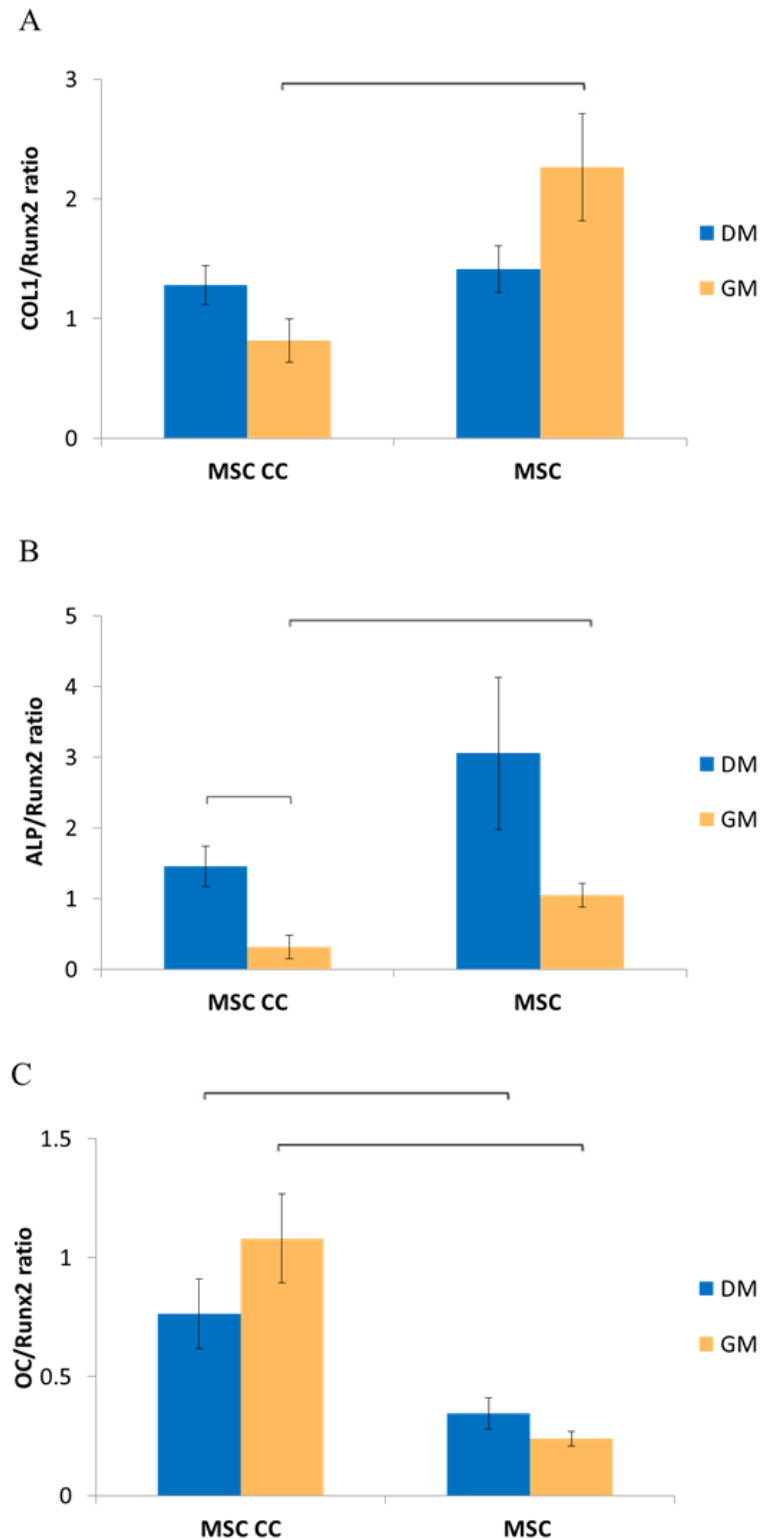 A
COL1/Runx2 ratio
3
2
1
0
MSC CC
MSC
DM
GM
B
ALP/Runx2 ratio
5
4
3
2
1
0
MSC CC
MSC
DM
GM
C
OC/Runx2 ratio
1.5
1
0.5
0
MSC CC
MSC
DM
GM